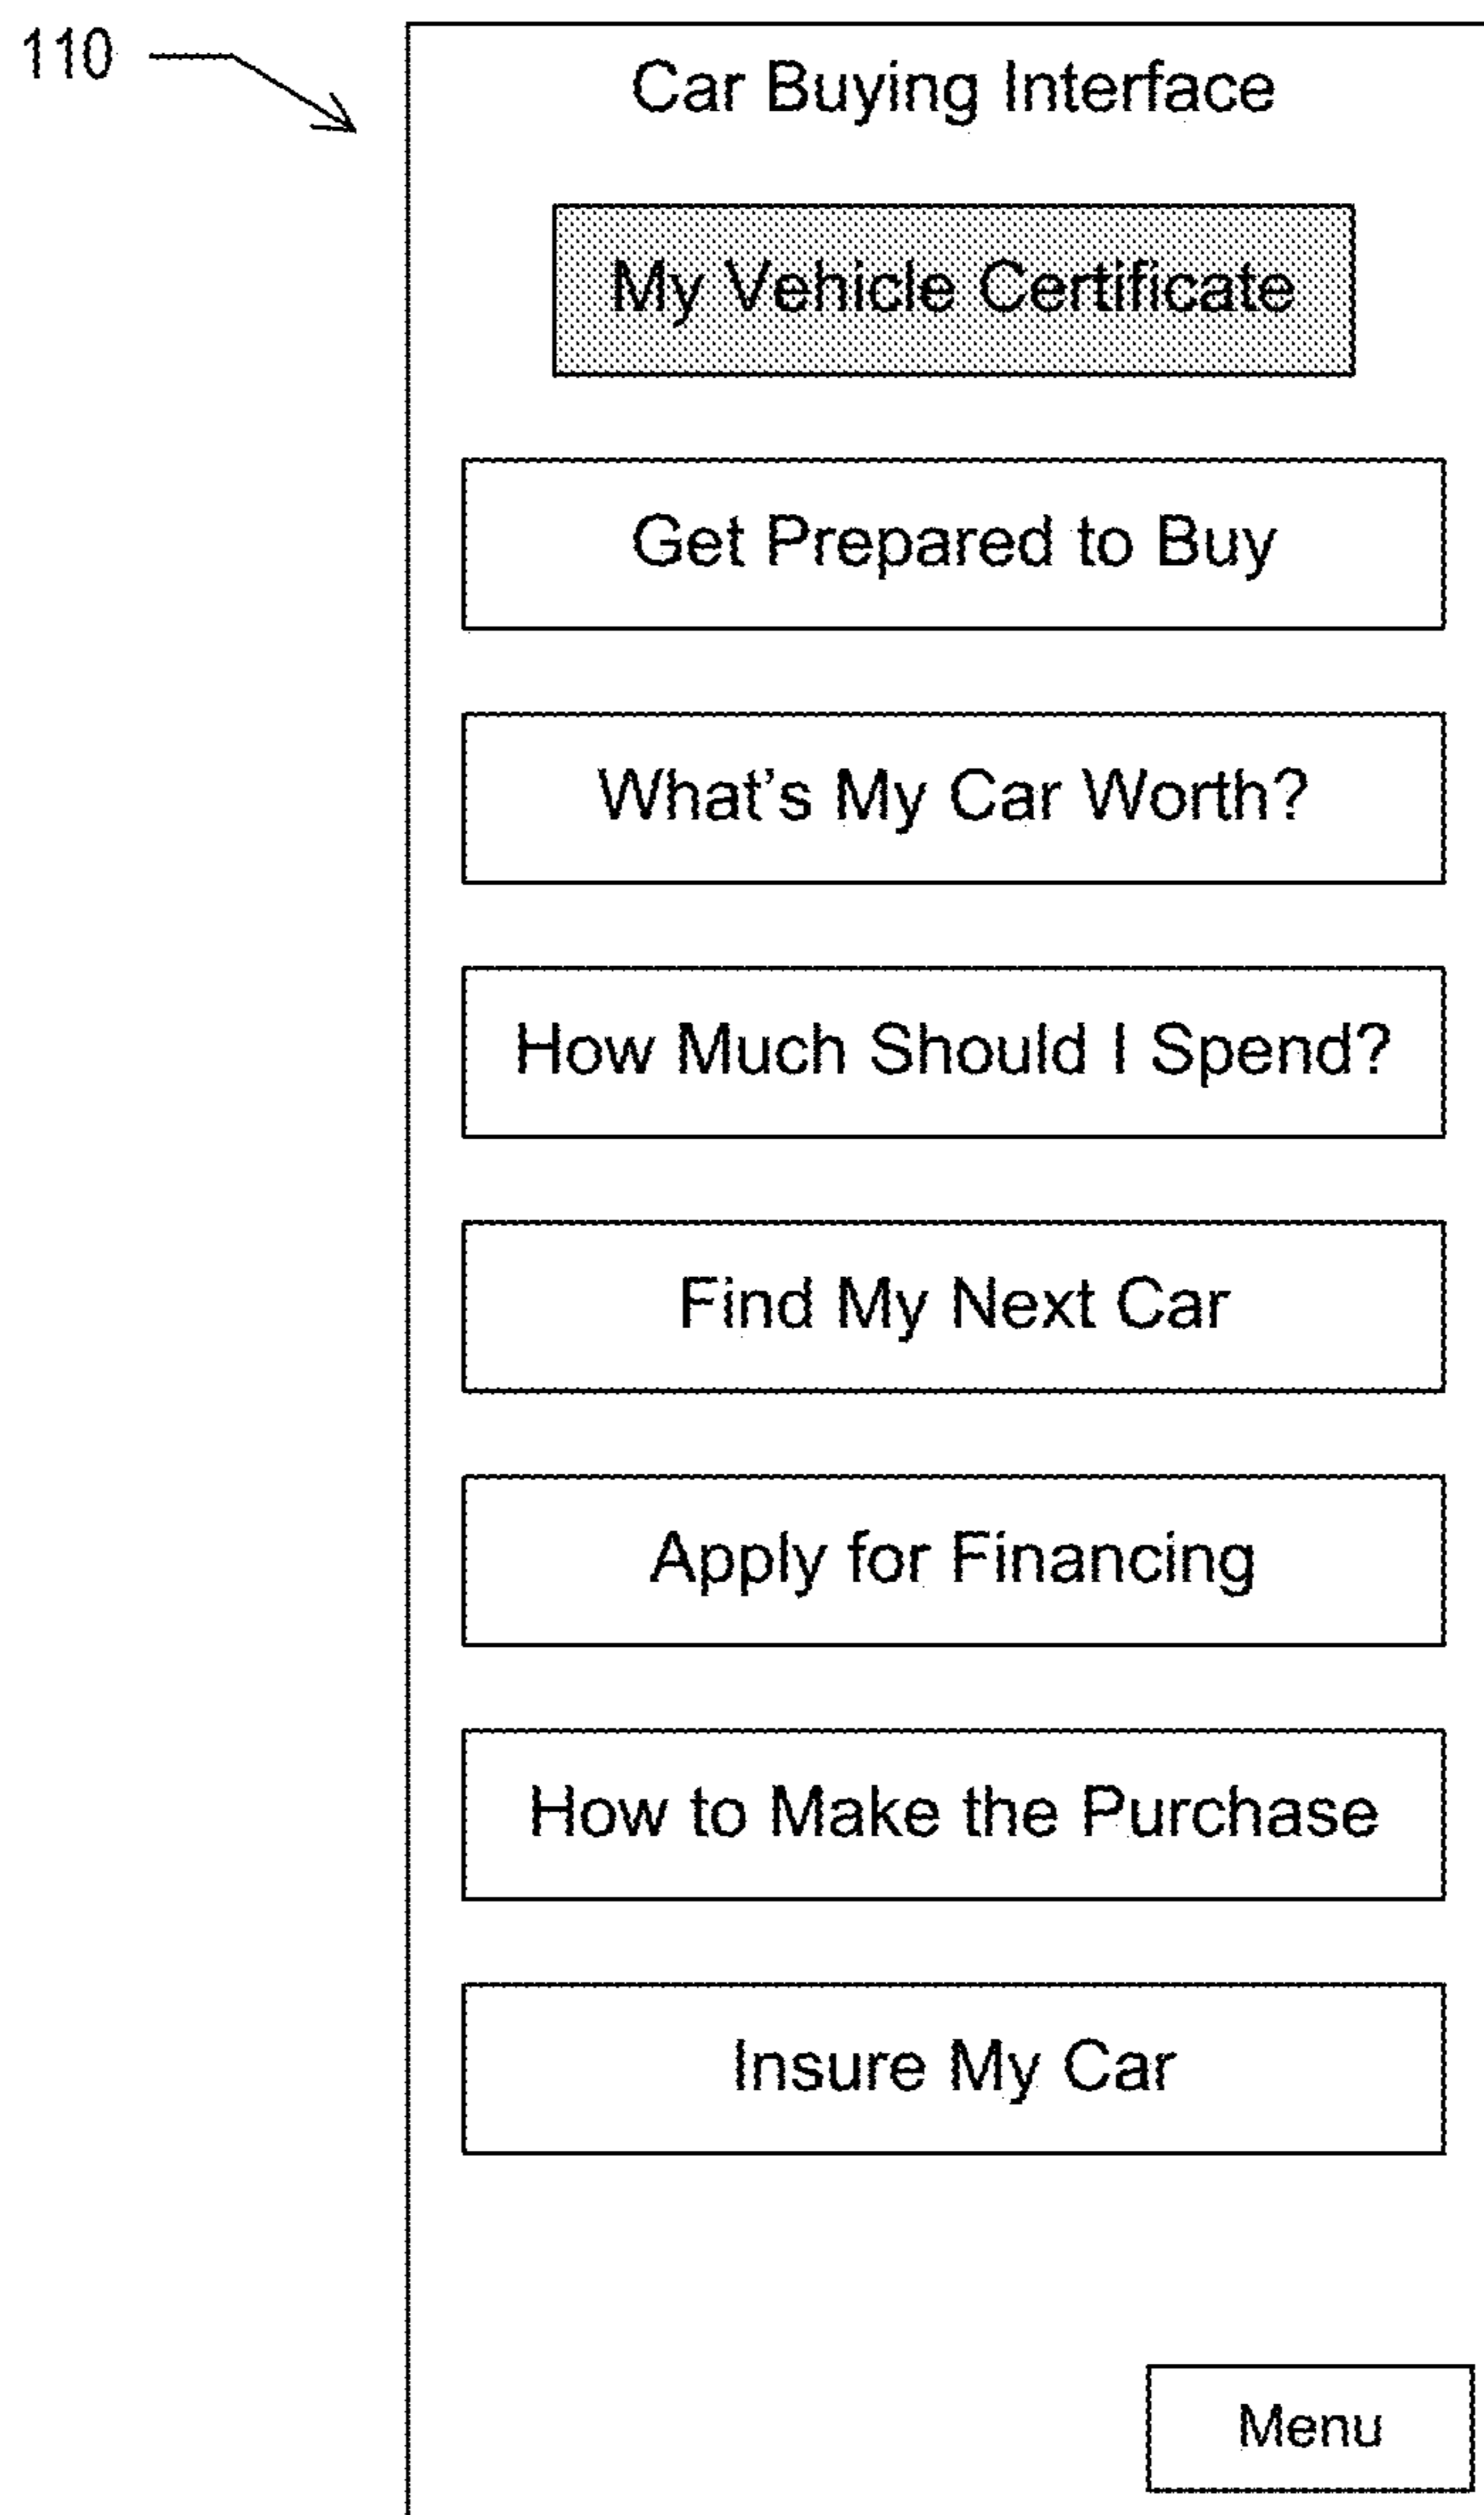 110
Car Buying Interface
My Vehicle Certificate
Get Prepared to Buy
What's My Car Worth?
How Much Should I Spend?
Find My Next Car
Apply for Financing
How to Make the Purchase
Insure My Car
Menu